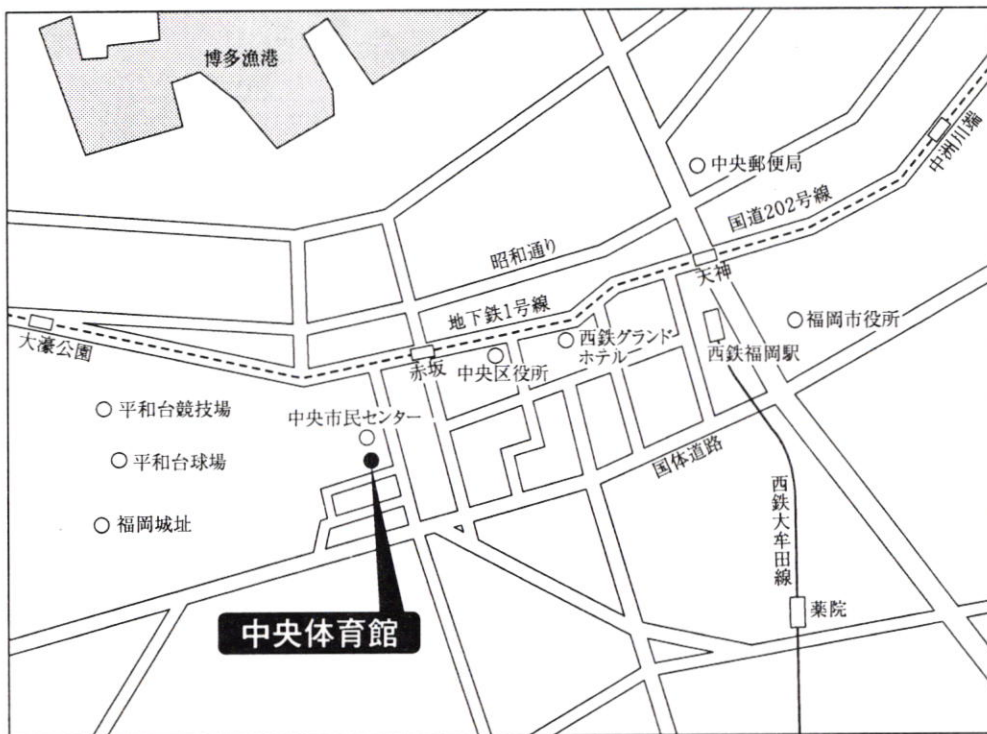 博多漁港
中央郵便局
中洲川端
国道202号線
昭和通り
天神
地下鉄1号線
福岡市役所
大濠公園
赤坂
中央区役所
西鉄グランド
ホテル
西鉄福岡駅
平和台競技場
中央市民センター
平和台球場
国体道路
福岡城址
西鉄大牟田線
薬院
中央体育館